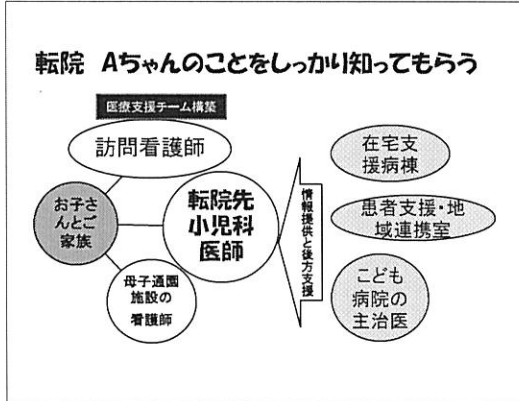 転院 Aちゃんのことをしっかり知ってもらう
医療支援チーム構築
訪問看護師
お子さ
んとご
家族
転院先
小児科
医師
母子通園
施設の
看護師
情報提供と後方支援
在宅支
援病棟
患者支援・地
域連携室
こども
病院の
主治医